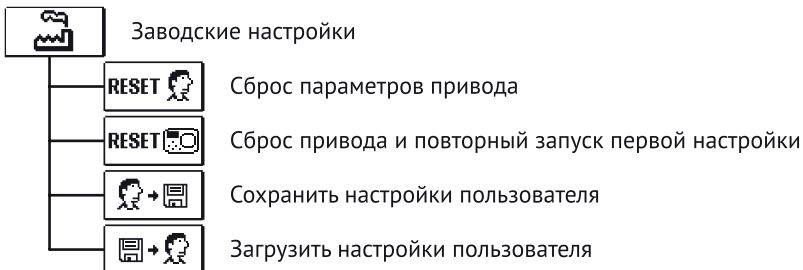 Заводские настройки
RESET Сброс параметров привода
RESET Сброс привода и повторный запуск первой настройки
Сохранить настройки пользователя
Загрузить настройки пользователя